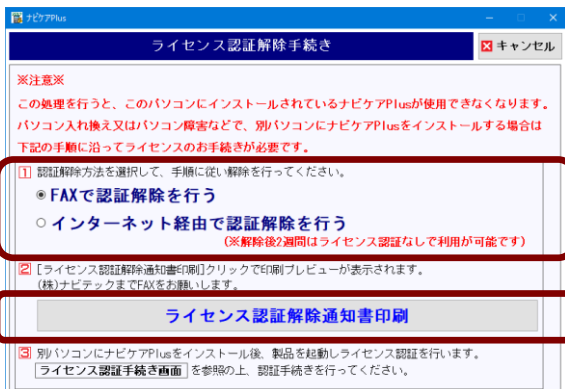 ナビケアPlus
ライセンス認証解除手続き
キャンセル
※注意※
この処理を行うと、このパソコンにインストールされているナビケアPlusが使用できなくなります。
パソコン入れ換え又はパソコン障害などで、別パソコンにナビケアPlusをインストールする場合は
下記の手順に沿ってライセンスのお手続きが必要です。
1 認証解除方法を選択して、手順に従い解除を行ってください。
FAXで認証解除を行う
インターネット経由で認証解除を行う
(※解除後2週間はライセンス認証なしで利用が可能です)
2 [ライセンス認証解除通知書印刷]クリックで印刷プレビューが表示されます。
(株)ナビテックまでFAXをお願いします。
ライセンス認証解除通知書印刷
3 別パソコンにナビケアPlusをインストール後、製品を起動しライセンス認証を行います。
ライセンス認証手続き画面 を参照の上、認証手続きを行ってください。